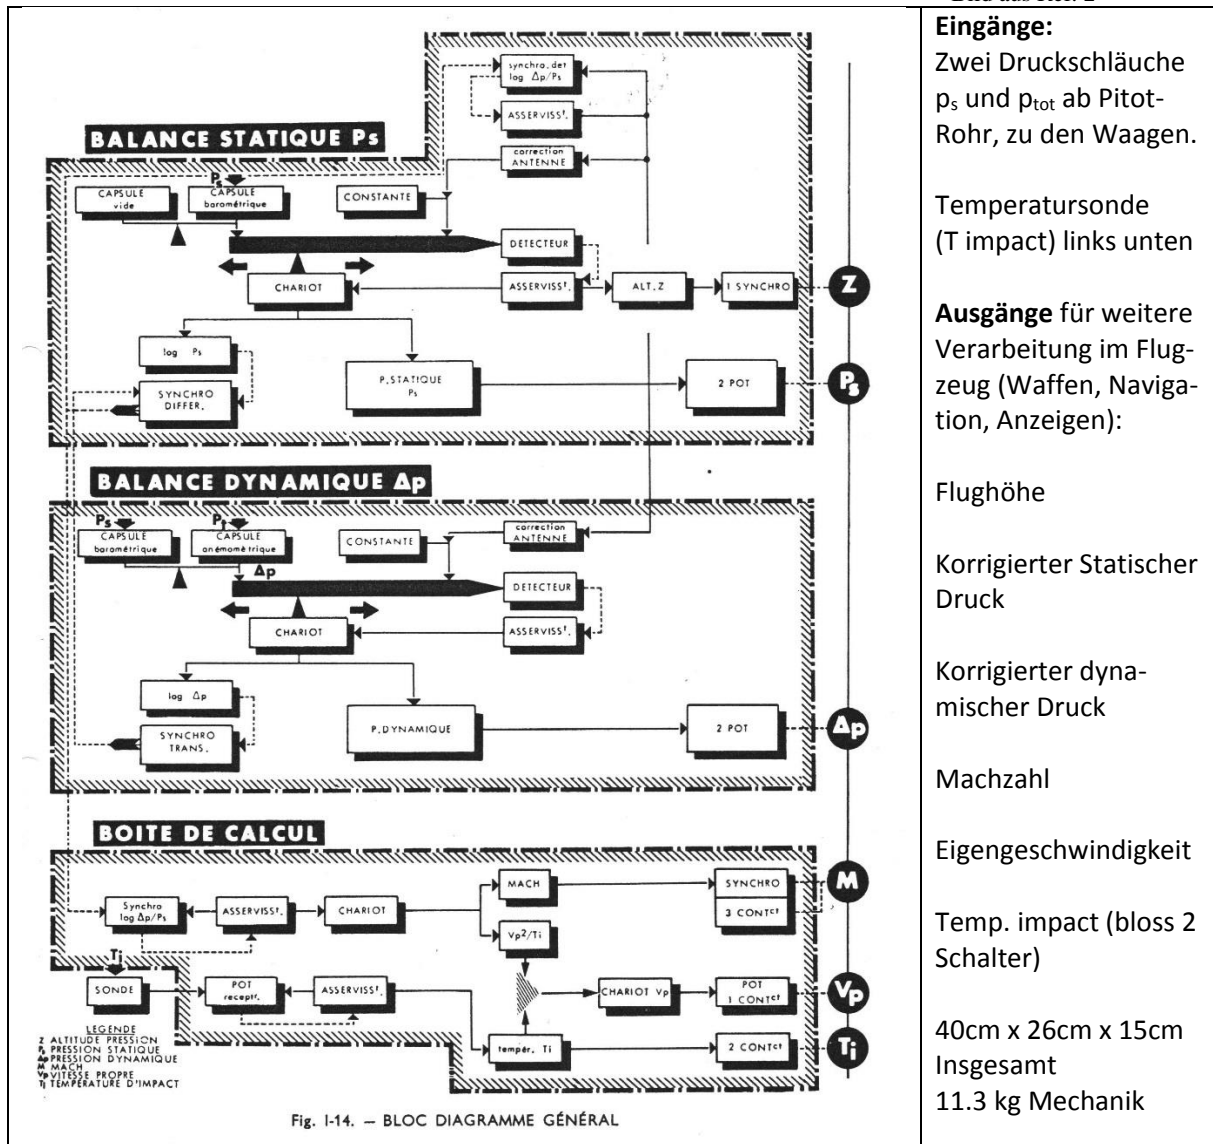 synchro. det
log Δp/Ps
ASSERVISSᵗ.
BALANCE STATIQUE Ps
correction
ANTENNE
Ps
CAPSULE
vide
CAPSULE
barométrique
CONSTANTE
DETECTEUR
CHARIOT
ASSERVISSᵗ.
ALT. Z
1 SYNCHRO
Z
log Ps
P. STATIQUE
Ps
2 POT
Ps
SYNCHRO
DIFFER.
BALANCE DYNAMIQUE Δp
Ps
Pt
CAPSULE
barométrique
CAPSULE
anémométrique
CONSTANTE
correction
ANTENNE
Δp
DETECTEUR
CHARIOT
ASSERVISSᵗ.
log Δp
P. DYNAMIQUE
2 POT
Δp
SYNCHRO
TRANS.
BOITE DE CALCUL
MACH
SYNCHRO
3 CONTᶜᵗ
M
Synchro
log Δp/Ps
ASSERVISSᵗ.
CHARIOT
Vp²/Ti
Ti
SONDE
POT
receptʳ.
ASSERVISSᵗ.
CHARIOT Vp
POT
1 CONTᶜᵗ
Vp
tempér. Ti
2 CONTᶜᵗ
Ti
LEGENDE
Z ALTITUDE PRESSION
Ps PRESSION STATIQUE
Δp PRESSION DYNAMIQUE
M MACH
Vp VITESSE PROPRE
Ti TEMPÉRATURE D'IMPACT
Fig. I-14. — BLOC DIAGRAMME GÉNÉRAL
Eingänge:
Zwei Druckschläuche
ps und ptot ab Pitot-
Rohr, zu den Waagen.
Temperatursonde
(T impact) links unten
Ausgänge für weitere
Verarbeitung im Flug-
zeug (Waffen, Naviga-
tion, Anzeigen):
Flughöhe
Korrigierter Statischer
Druck
Korrigierter dyna-
mischer Druck
Machzahl
Eigengeschwindigkeit
Temp. impact (bloss 2
Schalter)
40cm x 26cm x 15cm
Insgesamt
11.3 kg Mechanik